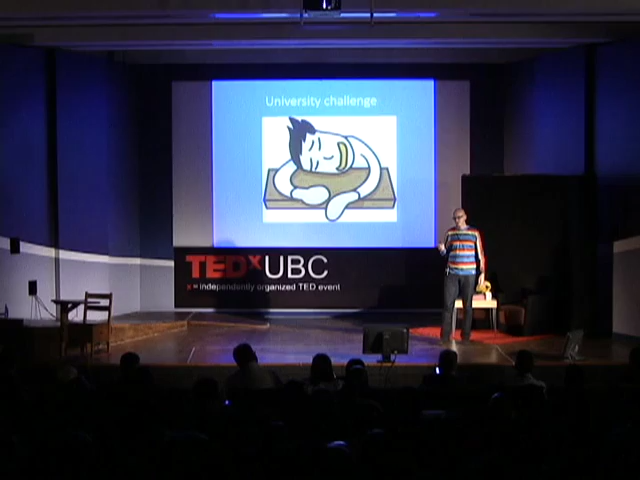 University challenge
TEDxUBC
x = independently organized TED event